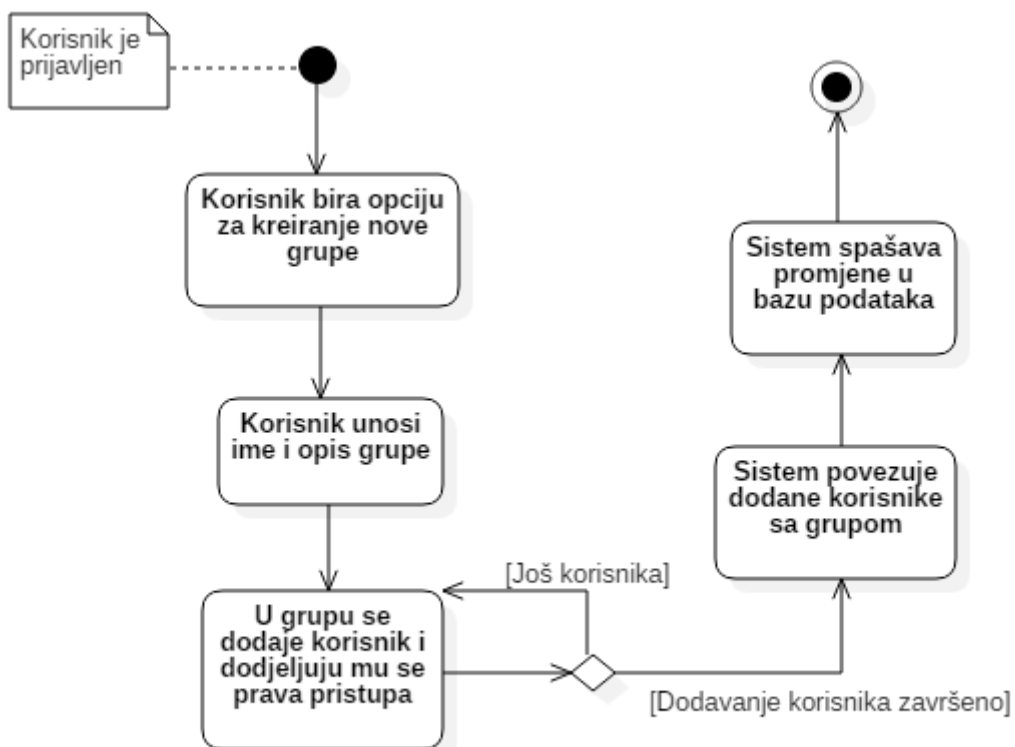 Korisnik je
prijavljen
Korisnik bira opciju
za kreiranje nove
grupe
Korisnik unosi
ime i opis grupe
U grupu se
dodaje korisnik i
dodjeljuju mu se
prava pristupa
[Još korisnika]
[Dodavanje korisnika završeno]
Sistem povezuje
dodane korisnike
sa grupom
Sistem spašava
promjene u
bazu podataka